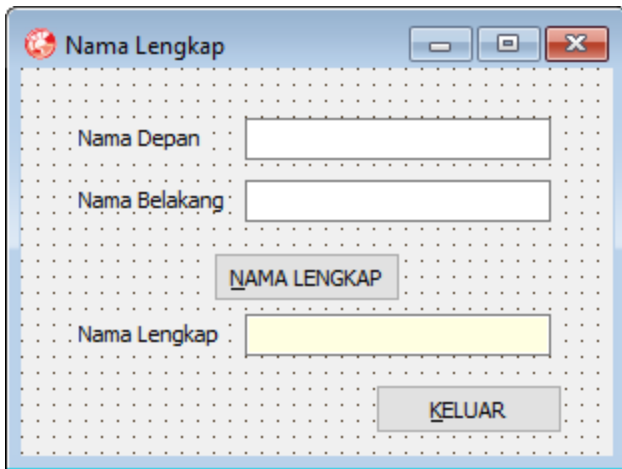 Nama Lengkap
Nama Depan
Nama Belakang
NAMA LENGKAP
Nama Lengkap
KELUAR